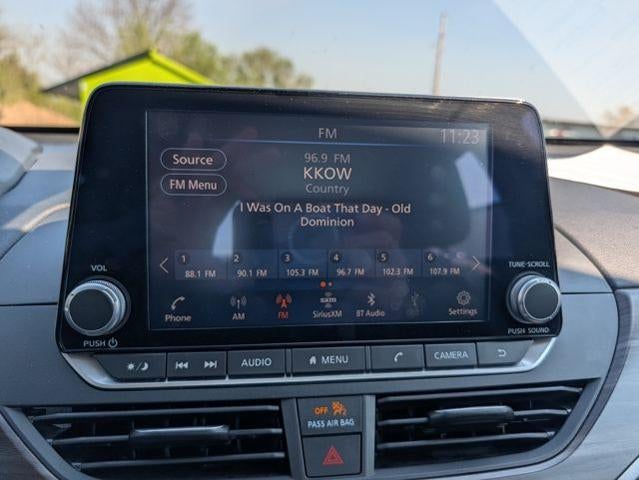 FM
11:23
Source
96.9 FM
KKOW
Country
FM Menu
I Was On A Boat That Day - Old
Dominion
1 2 3 4 5 6
88.1 FM 90.1 FM 105.3 FM 96.7 FM 102.3 FM 107.9 FM
Phone AM FM SiriusXM BT Audio Settings
VOL
PUSH
TUNE·SCROLL
PUSH SOUND
AUDIO MENU CAMERA
OFF
PASS AIR BAG